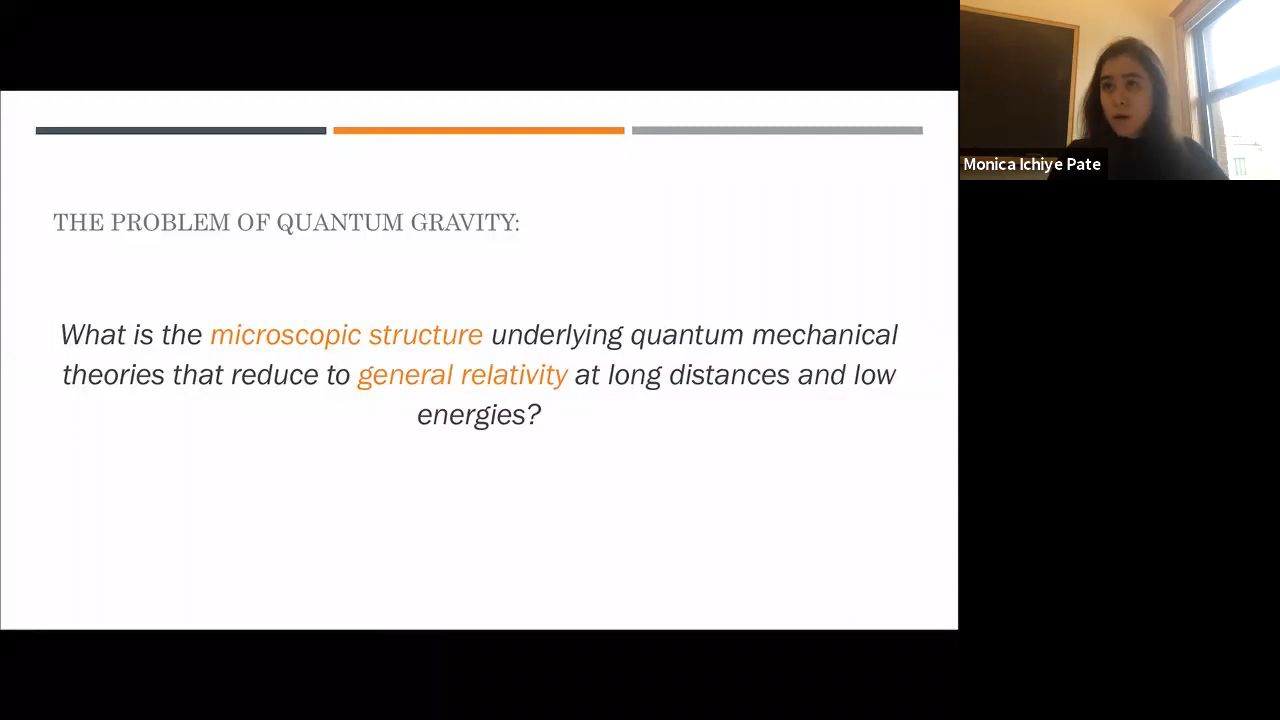 THE PROBLEM OF QUANTUM GRAVITY:
What is the microscopic structure underlying quantum mechanical
theories that reduce to general relativity at long distances and low
energies?
Monica Ichiye Pate